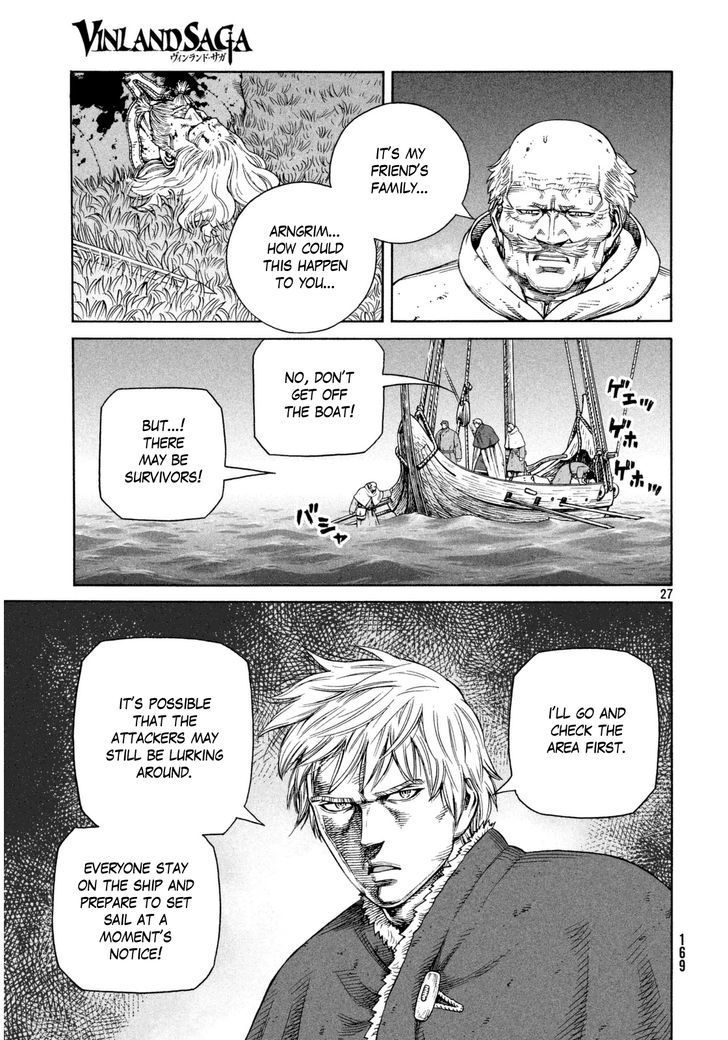 VINLAND SAGA
ヴィンランド・サガ
IT'S MY
FRIEND'S
FAMILY...
ARNGRIM...
HOW COULD
THIS HAPPEN
TO YOU...
NO, DON'T
GET OFF
THE BOAT!
BUT...!
THERE
MAY BE
SURVIVORS!
ゲエッ
ゲホ
ゲホッ
バシャ
27
I'LL GO AND
CHECK THE
AREA FIRST.
IT'S POSSIBLE
THAT THE
ATTACKERS MAY
STILL BE LURKING
AROUND.
EVERYONE STAY
ON THE SHIP AND
PREPARE TO SET
SAIL AT A
MOMENT'S
NOTICE!
169